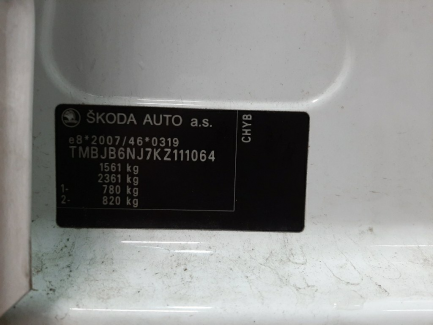 ŠKODA AUTO a.s.
e8*2007/46*0319
TMBJB6NJ7KZ111064
1561 kg
2361 kg
1- 780 kg
2- 820 kg
CHYB